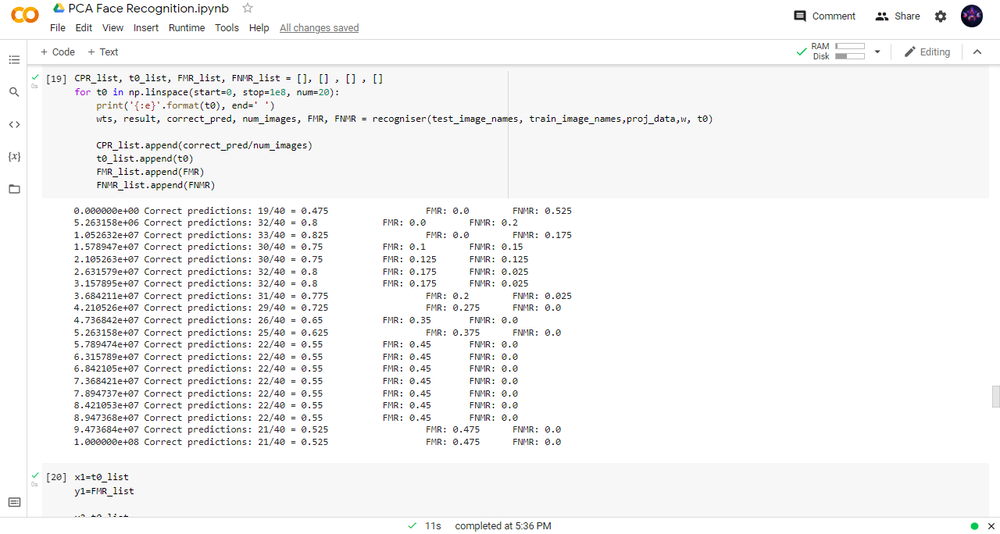 PCA Face Recognition.ipynb
File Edit View Insert Runtime Tools Help All changes saved
Comment Share
+ Code + Text
RAM
Disk
Editing
[19] CPR_list, t0_list, FMR_list, FNMR_list = [], [] , [] , []
for t0 in np.linspace(start=0, stop=1e8, num=20):
print('{:e}'.format(t0), end=' ')
wts, result, correct_pred, num_images, FMR, FNMR = recogniser(test_image_names, train_image_names,proj_data,w, t0)
CPR_list.append(correct_pred/num_images)
t0_list.append(t0)
FMR_list.append(FMR)
FNMR_list.append(FNMR)
0s
0.000000e+00 Correct predictions: 19/40 = 0.475 FMR: 0.0 FNMR: 0.525
5.263158e+06 Correct predictions: 32/40 = 0.8 FMR: 0.0 FNMR: 0.2
1.052632e+07 Correct predictions: 33/40 = 0.825 FMR: 0.0 FNMR: 0.175
1.578947e+07 Correct predictions: 30/40 = 0.75 FMR: 0.1 FNMR: 0.15
2.105263e+07 Correct predictions: 30/40 = 0.75 FMR: 0.125 FNMR: 0.125
2.631579e+07 Correct predictions: 32/40 = 0.8 FMR: 0.175 FNMR: 0.025
3.157895e+07 Correct predictions: 32/40 = 0.8 FMR: 0.175 FNMR: 0.025
3.684211e+07 Correct predictions: 31/40 = 0.775 FMR: 0.2 FNMR: 0.025
4.210526e+07 Correct predictions: 29/40 = 0.725 FMR: 0.275 FNMR: 0.0
4.736842e+07 Correct predictions: 26/40 = 0.65 FMR: 0.35 FNMR: 0.0
5.263158e+07 Correct predictions: 25/40 = 0.625 FMR: 0.375 FNMR: 0.0
5.789474e+07 Correct predictions: 22/40 = 0.55 FMR: 0.45 FNMR: 0.0
6.315789e+07 Correct predictions: 22/40 = 0.55 FMR: 0.45 FNMR: 0.0
6.842105e+07 Correct predictions: 22/40 = 0.55 FMR: 0.45 FNMR: 0.0
7.368421e+07 Correct predictions: 22/40 = 0.55 FMR: 0.45 FNMR: 0.0
7.894737e+07 Correct predictions: 22/40 = 0.55 FMR: 0.45 FNMR: 0.0
8.421053e+07 Correct predictions: 22/40 = 0.55 FMR: 0.45 FNMR: 0.0
8.947368e+07 Correct predictions: 22/40 = 0.55 FMR: 0.45 FNMR: 0.0
9.473684e+07 Correct predictions: 21/40 = 0.525 FMR: 0.475 FNMR: 0.0
1.000000e+08 Correct predictions: 21/40 = 0.525 FMR: 0.475 FNMR: 0.0
[20] x1=t0_list
0s
y1=FMR_list
x2=t0_list
11s completed at 5:36 PM